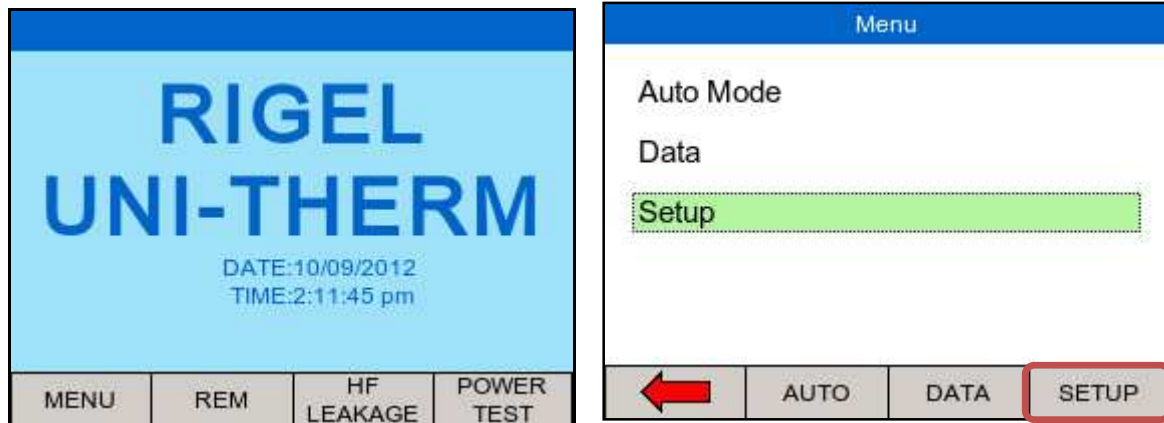 RIGEL
UNI-THERM
DATE:10/09/2012
TIME:2:11:45 pm
MENU
REM
HF
LEAKAGE
POWER
TEST
Menu
Auto Mode
Data
Setup
AUTO
DATA
SETUP